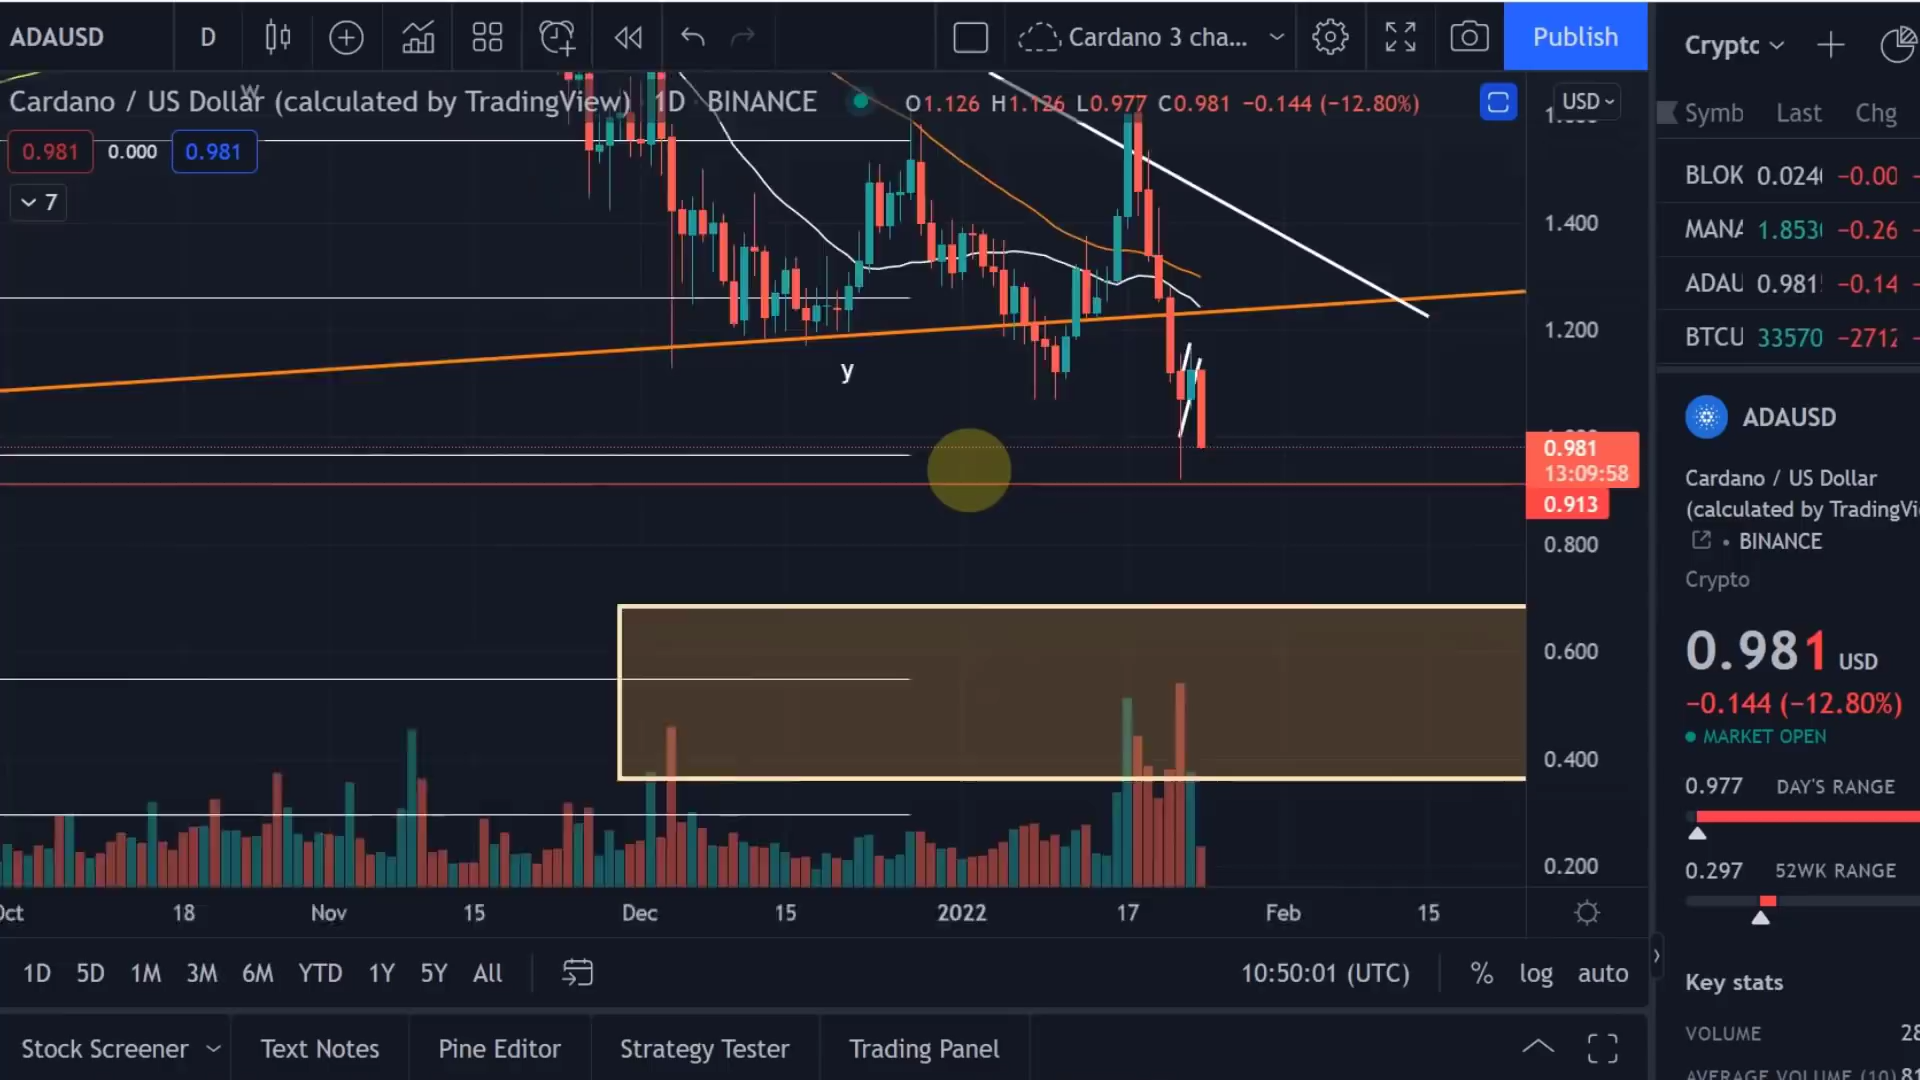 ADAUSD D Cardano 3 cha... Publish Crypto
Cardano / US Dollar (calculated by TradingView) 1D BINANCE O1.126 H1.126 L0.977 C0.981 −0.144 (−12.80%) USD
W
0.981 0.000 0.981
7
1.400
1.200
0.981
13:09:58
0.913
0.800
0.600
0.400
0.200
y
Oct 18 Nov 15 Dec 15 2022 17 Feb 15
1D 5D 1M 3M 6M YTD 1Y 5Y All 10:50:01 (UTC) % log auto
Stock Screener Text Notes Pine Editor Strategy Tester Trading Panel
Symb Last Chg
BLOK 0.024 −0.00
MANA 1.853 −0.26
ADAU 0.981 −0.14
BTCU 33570 −2712
ADAUSD
Cardano / US Dollar
(calculated by TradingVi
BINANCE
Crypto
0.981 USD
−0.144 (−12.80%)
MARKET OPEN
0.977 DAY'S RANGE
0.297 52WK RANGE
Key stats
VOLUME 28
AVERAGE VOLUME (10) 81